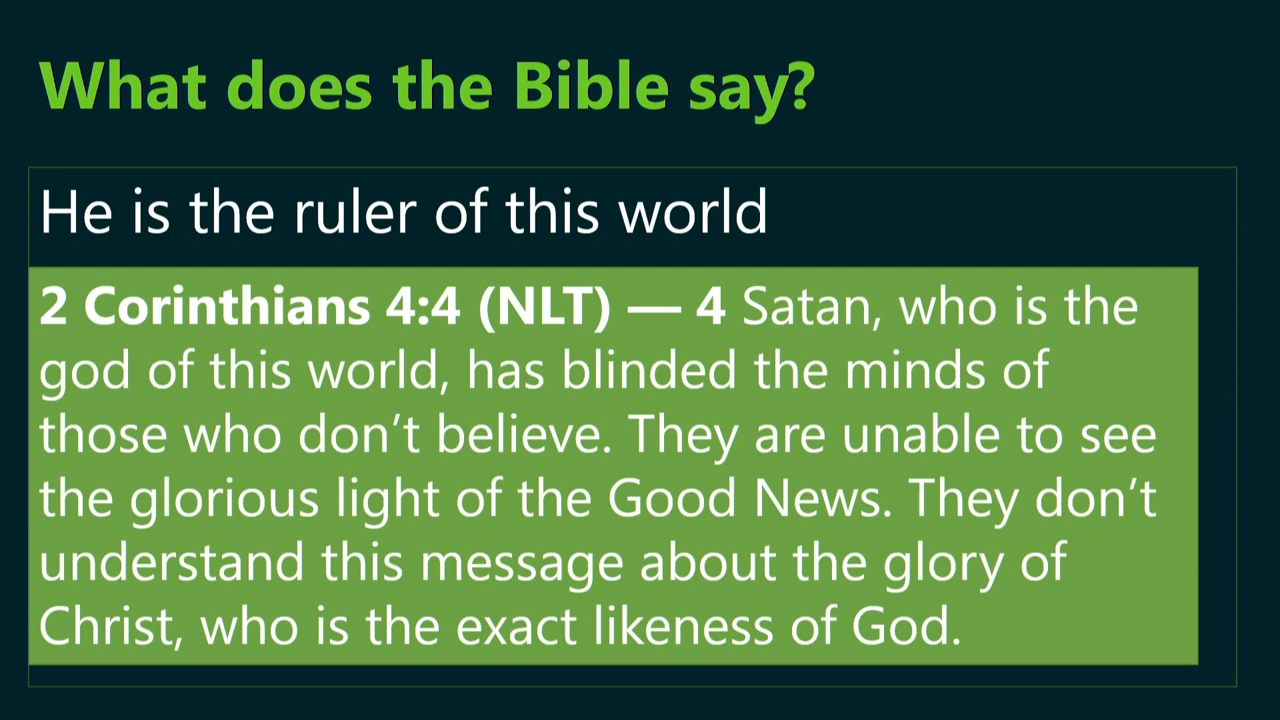 What does the Bible say?
He is the ruler of this world
2 Corinthians 4:4 (NLT) — 4 Satan, who is the
god of this world, has blinded the minds of
those who don’t believe. They are unable to see
the glorious light of the Good News. They don’t
understand this message about the glory of
Christ, who is the exact likeness of God.